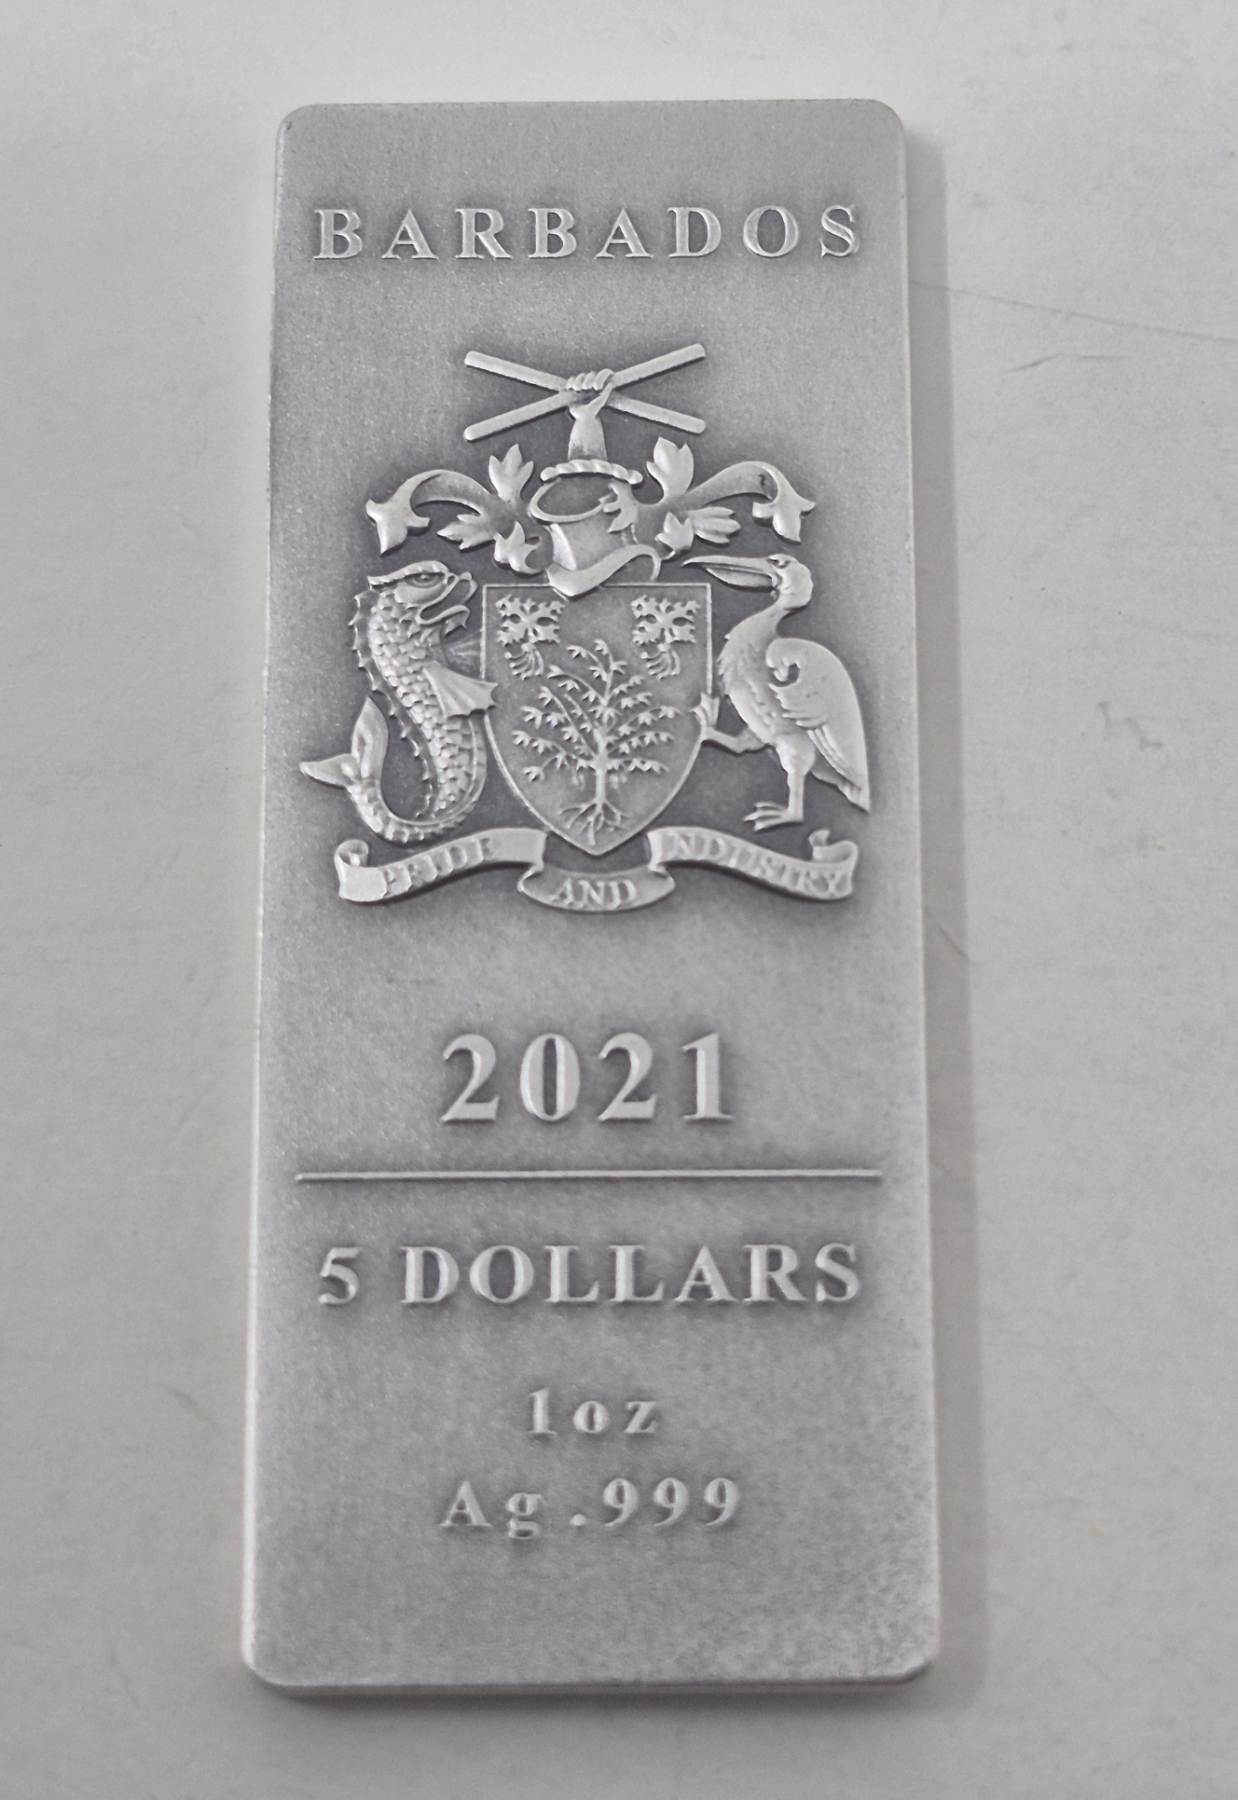 BARBADOS
PRIDE AND INDUSTRY
2021
5 DOLLARS
1oz
Ag .999